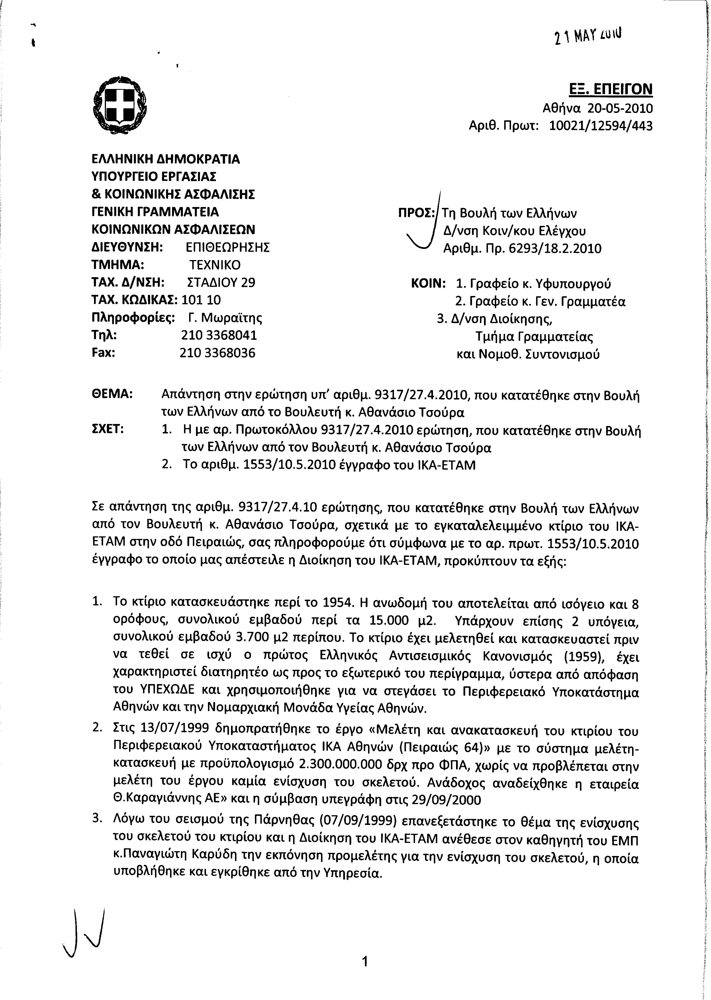 21 MAY 2010
ΕΞ. ΕΠΕΙΓΟΝ
Αθήνα 20-05-2010
Αριθ. Πρωτ: 10021/12594/443
ΕΛΛΗΝΙΚΗ ΔΗΜΟΚΡΑΤΙΑ
ΥΠΟΥΡΓΕΙΟ ΕΡΓΑΣΙΑΣ
& ΚΟΙΝΩΝΙΚΗΣ ΑΣΦΑΛΙΣΗΣ
ΓΕΝΙΚΗ ΓΡΑΜΜΑΤΕΙΑ
ΚΟΙΝΩΝΙΚΩΝ ΑΣΦΑΛΙΣΕΩΝ
ΔΙΕΥΘΥΝΣΗ: ΕΠΙΘΕΩΡΗΣΗΣ
ΤΜΗΜΑ: ΤΕΧΝΙΚΟ
ΤΑΧ. Δ/ΝΣΗ: ΣΤΑΔΙΟΥ 29
ΤΑΧ. ΚΩΔΙΚΑΣ: 101 10
Πληροφορίες: Γ. Μωραϊτης
Τηλ: 210 3368041
Fax: 210 3368036
ΠΡΟΣ: Τη Βουλή των Ελλήνων
Δ/νση Κοιν/κου Ελέγχου
Αριθμ. Πρ. 6293/18.2.2010
ΚΟΙΝ: 1. Γραφείο κ. Υφυπουργού
2. Γραφείο κ. Γεν. Γραμματέα
3. Δ/νση Διοίκησης,
Τμήμα Γραμματείας
και Νομοθ. Συντονισμού
ΘΕΜΑ: Απάντηση στην ερώτηση υπ' αριθμ. 9317/27.4.2010, που κατατέθηκε στην Βουλή
των Ελλήνων από το Βουλευτή κ. Αθανάσιο Τσούρα
ΣΧΕΤ: 1. Η με αρ. Πρωτοκόλλου 9317/27.4.2010 ερώτηση, που κατατέθηκε στην Βουλή
των Ελλήνων από τον Βουλευτή κ. Αθανάσιο Τσούρα
2. Το αριθμ. 1553/10.5.2010 έγγραφο του ΙΚΑ-ΕΤΑΜ
Σε απάντηση της αριθμ. 9317/27.4.10 ερώτησης, που κατατέθηκε στην Βουλή των Ελλήνων
από τον Βουλευτή κ. Αθανάσιο Τσούρα, σχετικά με το εγκαταλελειμμένο κτίριο του ΙΚΑ-
ΕΤΑΜ στην οδό Πειραιώς, σας πληροφορούμε ότι σύμφωνα με το αρ. πρωτ. 1553/10.5.2010
έγγραφο το οποίο μας απέστειλε η Διοίκηση του ΙΚΑ-ΕΤΑΜ, προκύπτουν τα εξής:
1. Το κτίριο κατασκευάστηκε περί το 1954. Η ανωδομή του αποτελείται από ισόγειο και 8
ορόφους, συνολικού εμβαδού περί τα 15.000 μ2. Υπάρχουν επίσης 2 υπόγεια,
συνολικού εμβαδού 3.700 μ2 περίπου. Το κτίριο έχει μελετηθεί και κατασκευαστεί πριν
να τεθεί σε ισχύ ο πρώτος Ελληνικός Αντισεισμικός Κανονισμός (1959), έχει
χαρακτηριστεί διατηρητέο ως προς το εξωτερικό του περίγραμμα, ύστερα από απόφαση
του ΥΠΕΧΩΔΕ και χρησιμοποιήθηκε για να στεγάσει το Περιφερειακό Υποκατάστημα
Αθηνών και την Νομαρχιακή Μονάδα Υγείας Αθηνών.
2. Στις 13/07/1999 δημοπρατήθηκε το έργο «Μελέτη και ανακατασκευή του κτιρίου του
Περιφερειακού Υποκαταστήματος ΙΚΑ Αθηνών (Πειραιώς 64)» με το σύστημα μελέτη-
κατασκευή με προϋπολογισμό 2.300.000.000 δρχ προ ΦΠΑ, χωρίς να προβλέπεται στην
μελέτη του έργου καμία ενίσχυση του σκελετού. Ανάδοχος αναδείχθηκε η εταιρεία
Θ.Καραγιάννης ΑΕ» και η σύμβαση υπεγράφη στις 29/09/2000
3. Λόγω του σεισμού της Πάρνηθας (07/09/1999) επανεξετάστηκε το θέμα της ενίσχυσης
του σκελετού του κτιρίου και η Διοίκηση του ΙΚΑ-ΕΤΑΜ ανέθεσε στον καθηγητή του ΕΜΠ
κ.Παναγιώτη Καρύδη την εκπόνηση προμελέτης για την ενίσχυση του σκελετού, η οποία
υποβλήθηκε και εγκρίθηκε από την Υπηρεσία.
1